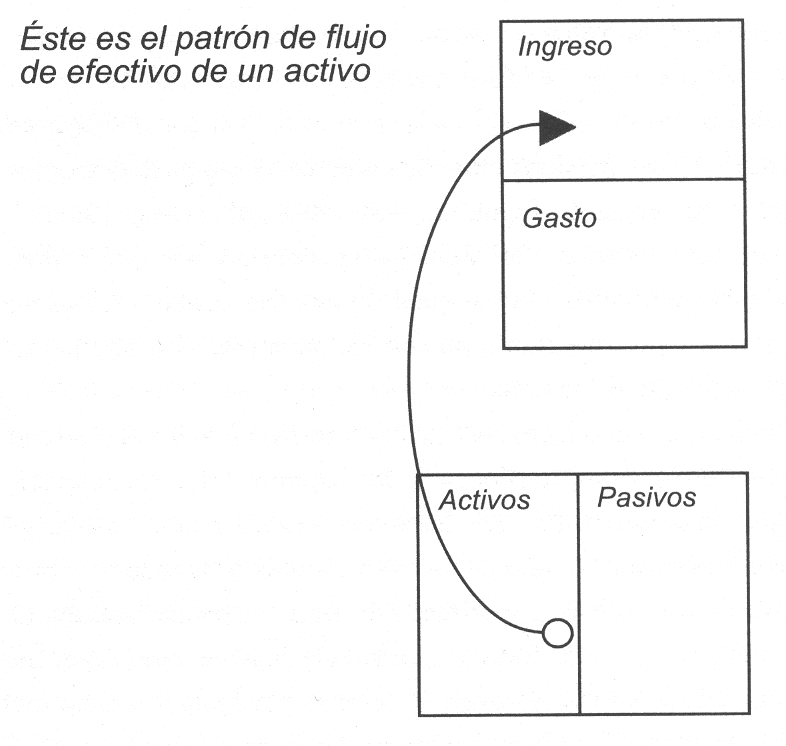 Éste es el patrón de flujo
de efectivo de un activo
Ingreso
Gasto
Activos
Pasivos